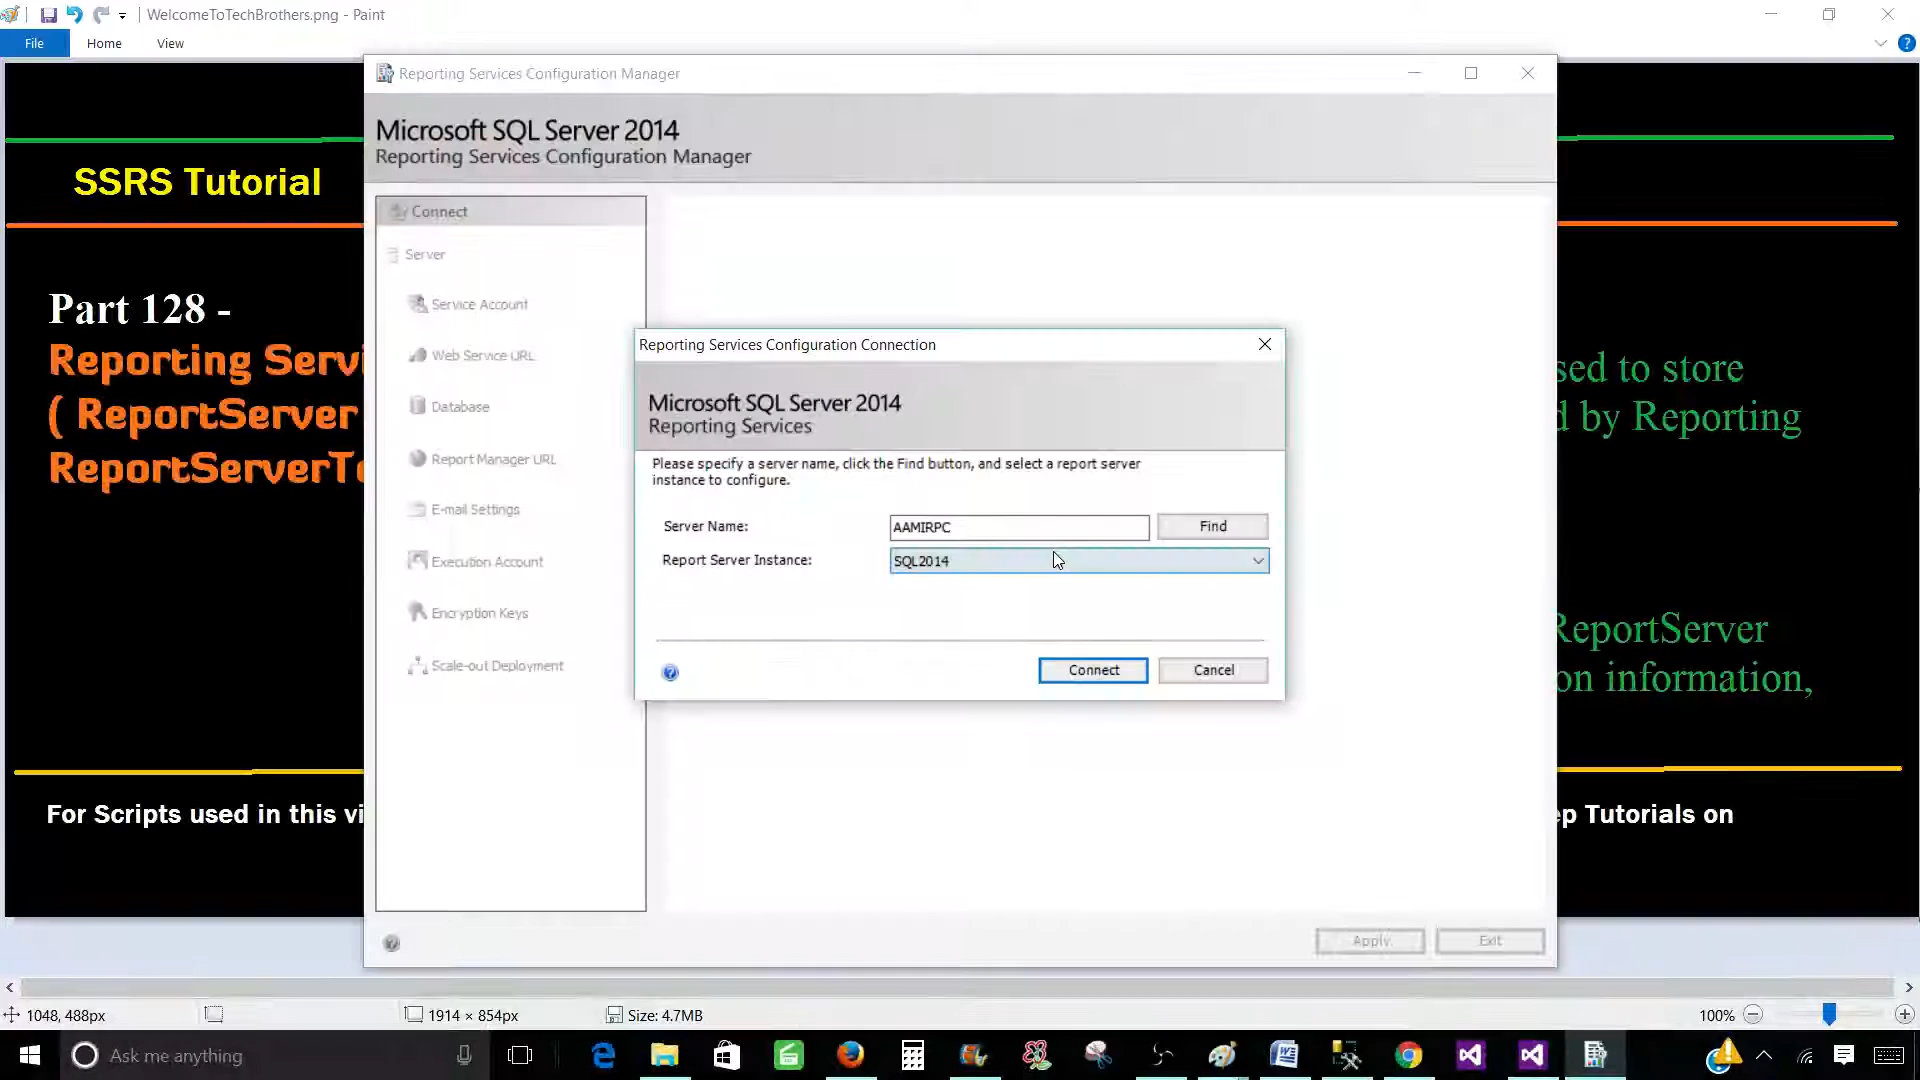 WelcomeToTechBrothers.png - Paint
File
Home
View
Reporting Services Configuration Manager
Microsoft SQL Server 2014
Reporting Services Configuration Manager
SSRS Tutorial
Connect
Server
Service Account
Web Service URL
Database
Report Manager URL
E-mail Settings
Execution Account
Encryption Keys
Scale-out Deployment
Part 128 -
Reporting Servi
( ReportServer
ReportServerTe
Reporting Services Configuration Connection
Microsoft SQL Server 2014
Reporting Services
Please specify a server name, click the Find button, and select a report server
instance to configure.
Server Name:
AAMIRPC
Find
Report Server Instance:
SQL2014
Connect
Cancel
sed to store
d by Reporting
ReportServer
on information,
For Scripts used in this vi
ep Tutorials on
Apply
Exit
1048, 488px
1914 × 854px
Size: 4.7MB
100%
Ask me anything